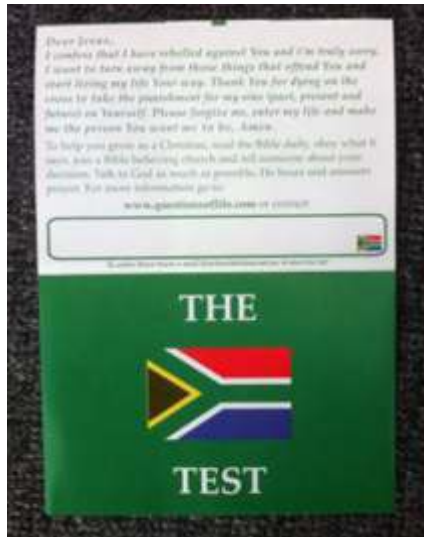 Dear Jesus,
I confess that I have rebelled against You and i'm truly sorry.
I want to turn away from those things that offend You and
start living my life Your way. Thank You for dying on the
cross to take the punishment for my sins (past, present and
future) on Yourself. Please forgive me, enter my life and make
me the person You want me to be, Amen.
To help you grow as a Christian, read the Bible daily, obey what it
says, join a Bible believing church and tell someone about your
decision. Talk to God as much as possible. He hears and answers
prayer. For more information go to:
www.questionsoflife.com or contact:
THE
TEST